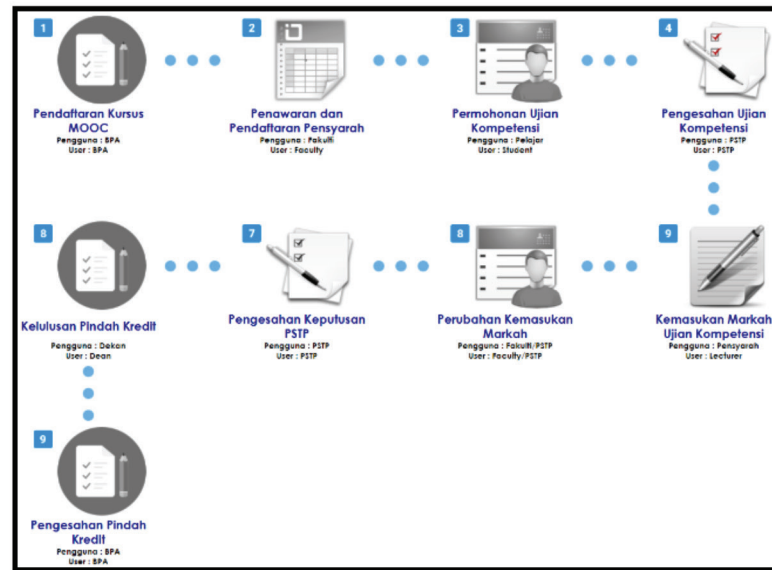 1
Pendaftaran Kursus
MOOC
Pengguna : BPA
User : BPA
2
Penawaran dan
Pendaftaran Pensyarah
Pengguna : Fakulti
User : Faculty
3
Permohonan Ujian
Kompetensi
Pengguna : Pelajar
User : Student
4
Pengesahan Ujian
Kompetensi
Pengguna : PSTP
User : PSTP
8
Kelulusan Pindah Kredit
Pengguna : Dekan
User : Dean
7
Pengesahan Keputusan
PSTP
Pengguna : PSTP
User : PSTP
8
Perubahan Kemasukan
Markah
Pengguna : Fakulti/PSTP
User : Faculty/PSTP
9
Kemasukan Markah
Ujian Kompetensi
Pengguna : Pensyarah
User : Lecturer
9
Pengesahan Pindah
Kredit
Pengguna : BPA
User : BPA